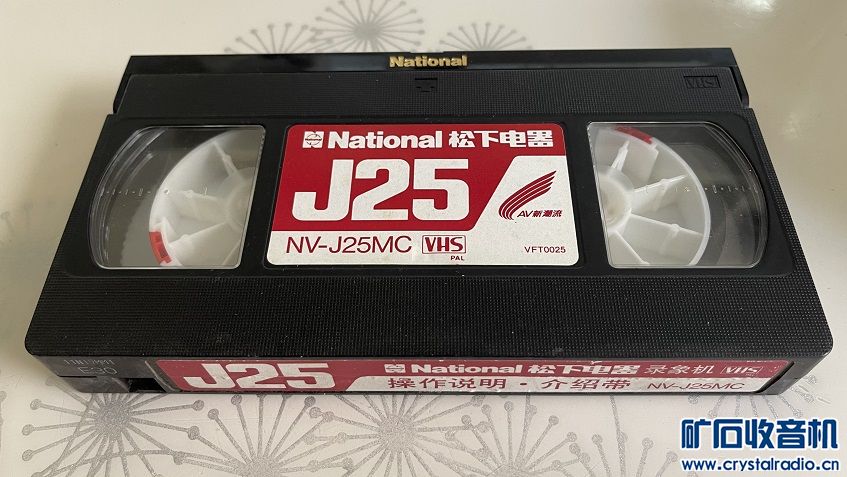 National
VHS
National 松下电器
J25
AV新潮流
NV-J25MC VHS
PAL
VFT0025
E20
J25
National 松下电器 录象机 VHS
操作说明·介绍带 NV-J25MC
矿石收音机
www.crystalradio.cn